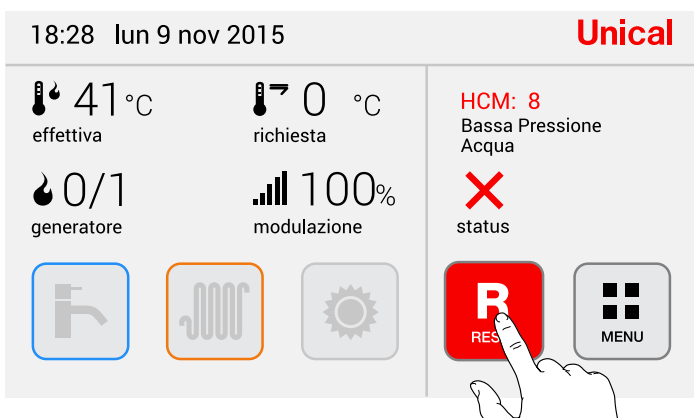 18:28 lun 9 nov 2015
Unical
41°C
effettiva
0 °C
richiesta
0/1
generatore
100%
modulazione
HCM: 8
Bassa Pressione
Acqua
status
R
MENU